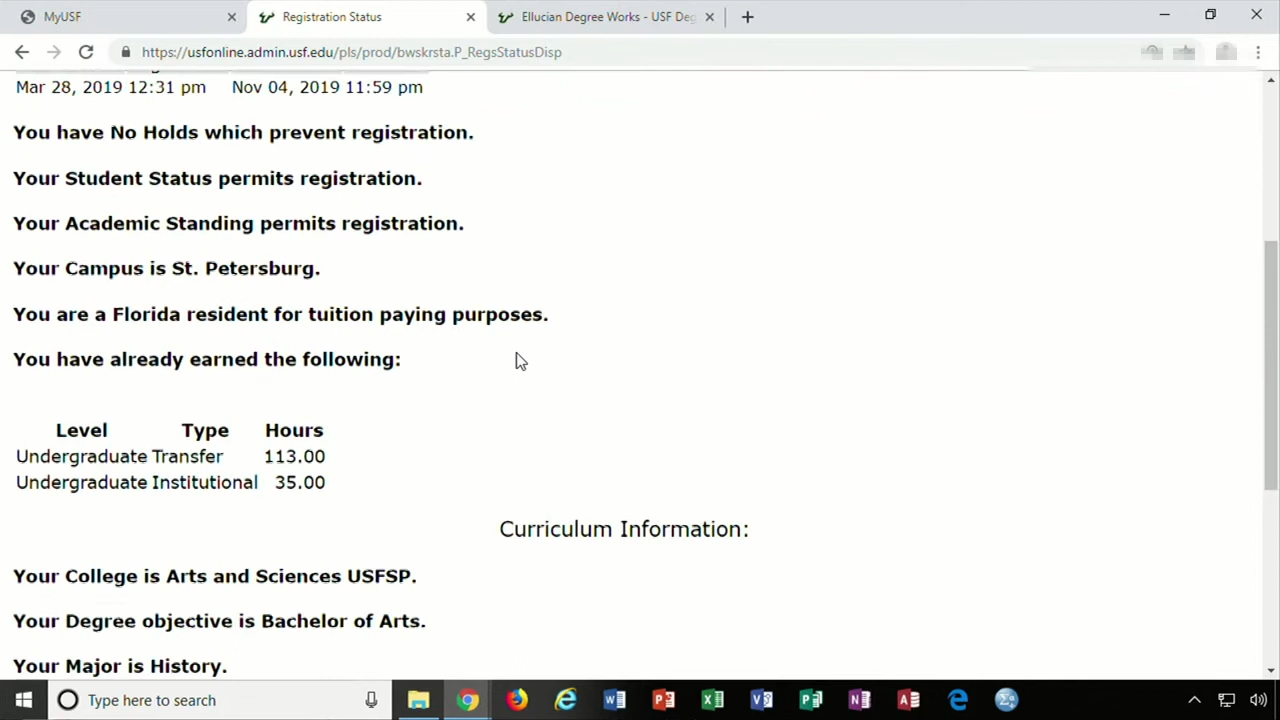 MyUSF
Registration Status
Ellucian Degree Works - USF Deg
https://usfonline.admin.usf.edu/pls/prod/bwskrsta.P_RegsStatusDisp
Mar 28, 2019 12:31 pm Nov 04, 2019 11:59 pm
You have No Holds which prevent registration.
Your Student Status permits registration.
Your Academic Standing permits registration.
Your Campus is St. Petersburg.
You are a Florida resident for tuition paying purposes.
You have already earned the following:
Level Type Hours
Undergraduate Transfer 113.00
Undergraduate Institutional 35.00
Curriculum Information:
Your College is Arts and Sciences USFSP.
Your Degree objective is Bachelor of Arts.
Your Major is History.
Type here to search